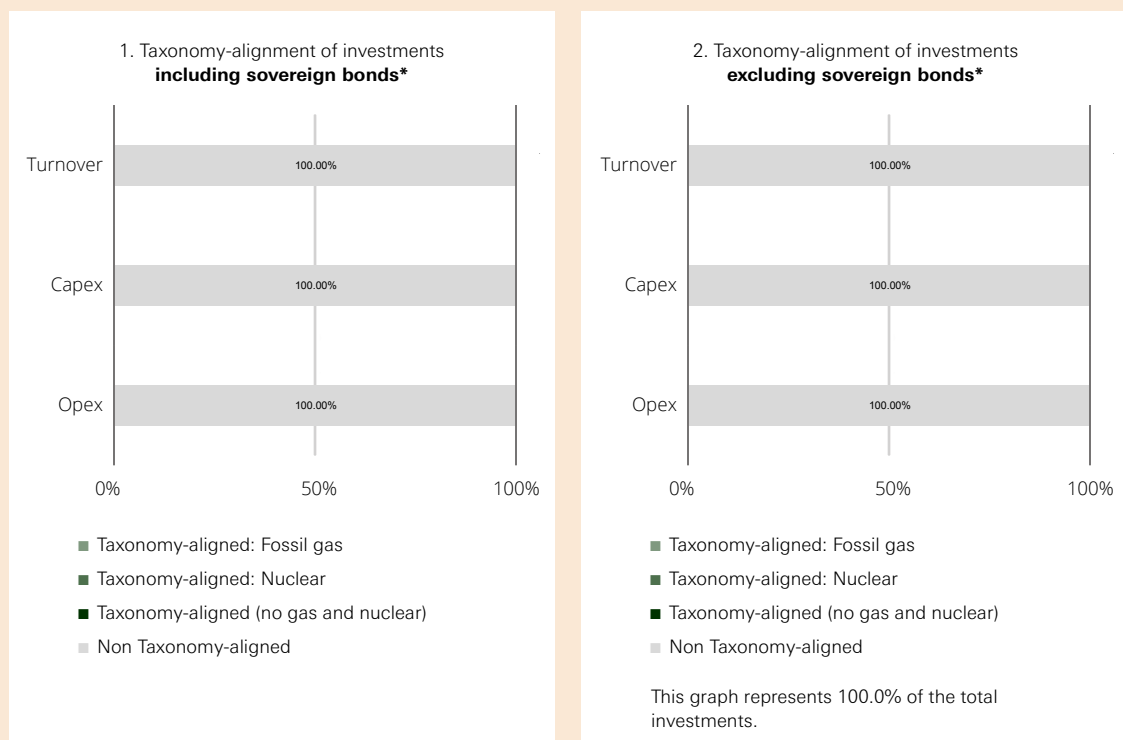 1. Taxonomy-alignment of investments
including sovereign bonds*
Turnover
100.00%
Capex
100.00%
Opex
100.00%
0%
50%
100%
Taxonomy-aligned: Fossil gas
Taxonomy-aligned: Nuclear
Taxonomy-aligned (no gas and nuclear)
Non Taxonomy-aligned
2. Taxonomy-alignment of investments
excluding sovereign bonds*
Turnover
100.00%
Capex
100.00%
Opex
100.00%
0%
50%
100%
Taxonomy-aligned: Fossil gas
Taxonomy-aligned: Nuclear
Taxonomy-aligned (no gas and nuclear)
Non Taxonomy-aligned
This graph represents 100.0% of the total
investments.